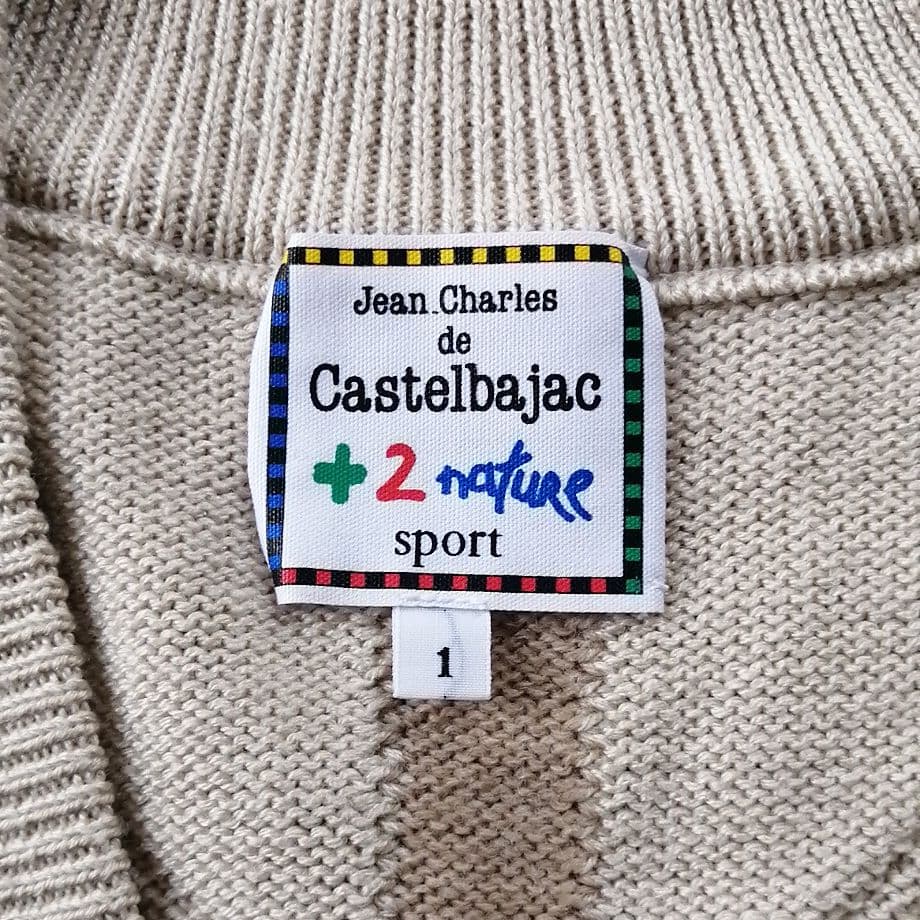 Jean.Charles
de
Castelbajac
+2 nature
sport
1